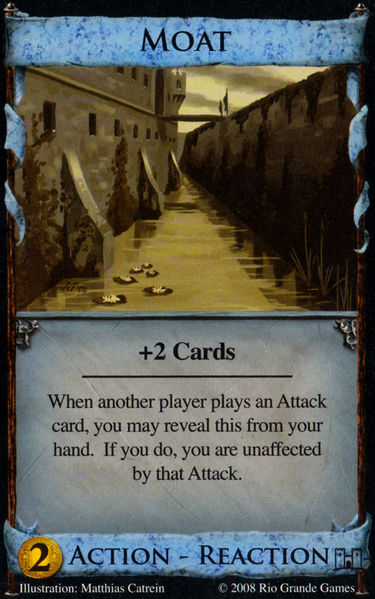 MOAT
+2 Cards
When another player plays an Attack
card, you may reveal this from your
hand. If you do, you are unaffected
by that Attack.
2 ACTION – REACTION
Illustration: Matthias Catrein © 2008 Rio Grande Games